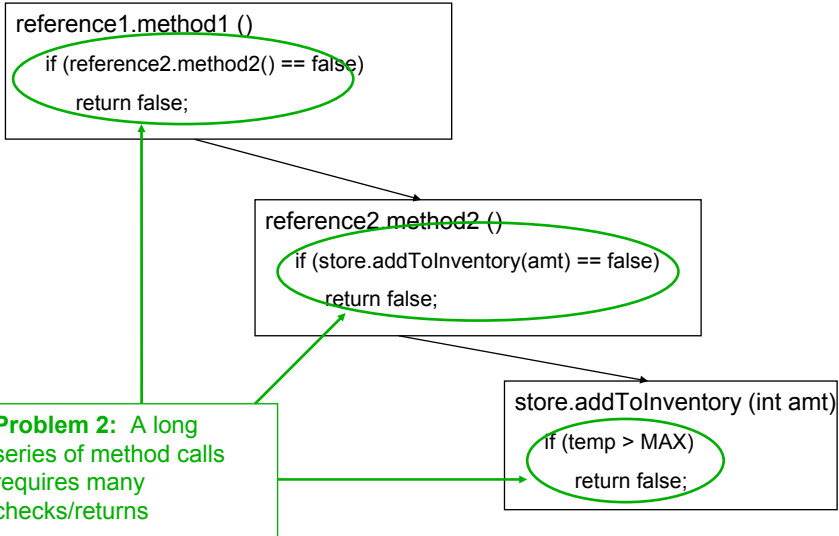 reference1.method1 ()
if (reference2.method2() == false)
return false;
reference2.method2 ()
if (store.addToInventory(amt) == false)
return false;
store.addToInventory (int amt)
if (temp > MAX)
return false;
Problem 2: A long
series of method calls
requires many
checks/returns